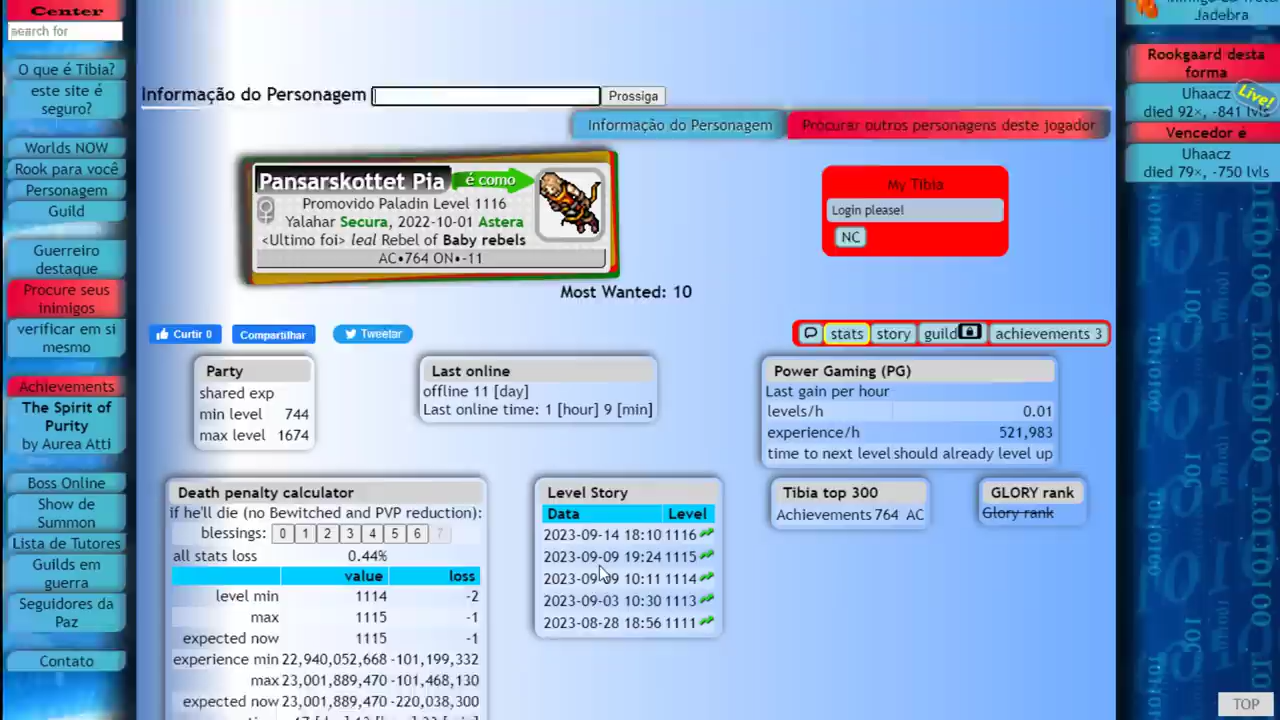 Center
search for
O que é Tibia?
este site é
seguro?
Worlds NOW
Rook para você
Personagem
Guild
Guerreiro
destaque
Procure seus
inimigos
verificar em si
mesmo
Achievements
The Spirit of
Purity
by Aurea Atti
Boss Online
Show de
Summon
Lista de Tutores
Guilds em
guerra
Seguidores da
Paz
Contato
Informação do Personagem
Prossiga
Informação do Personagem
Procurar outros personagens deste jogador
Pansarskottet Pia é como
Promovido Paladin Level 1116
Yalahar Secura, 2022-10-01 Astera
<Ultimo foi> leal Rebel of Baby rebels
AC•764 ON•-11
My Tibia
Login please!
NC
Most Wanted: 10
Curtir 0
Compartilhar
Tweetar
stats
story
guild
achievements 3
Party
shared exp
min level 744
max level 1674
Last online
offline 11 [day]
Last online time: 1 [hour] 9 [min]
Power Gaming (PG)
Last gain per hour
levels/h 0.01
experience/h 521,983
time to next level should already level up
Death penalty calculator
if he'll die (no Bewitched and PVP reduction):
blessings: 0 1 2 3 4 5 6 7
all stats loss 0.44%
value loss
level min 1114 -2
max 1115 -1
expected now 1115 -1
experience min 22,940,052,668 -101,199,332
max 23,001,889,470 -101,468,130
expected now 23,001,889,470 -220,038,300
Level Story
Data Level
2023-09-14 18:10 1116
2023-09-09 19:24 1115
2023-09-09 10:11 1114
2023-09-03 10:30 1113
2023-08-28 18:56 1111
Tibia top 300
Achievements 764 AC
GLORY rank
Glory rank
Jadebra
Rookgaard desta
forma
Uhaacz
Live!
died 92×, -841 lvls
Vencedor é
Uhaacz
died 79×, -750 lvls
TOP